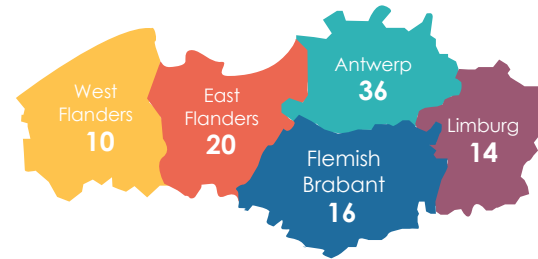 West
Flanders
10
East
Flanders
20
Antwerp
36
Flemish
Brabant
16
Limburg
14